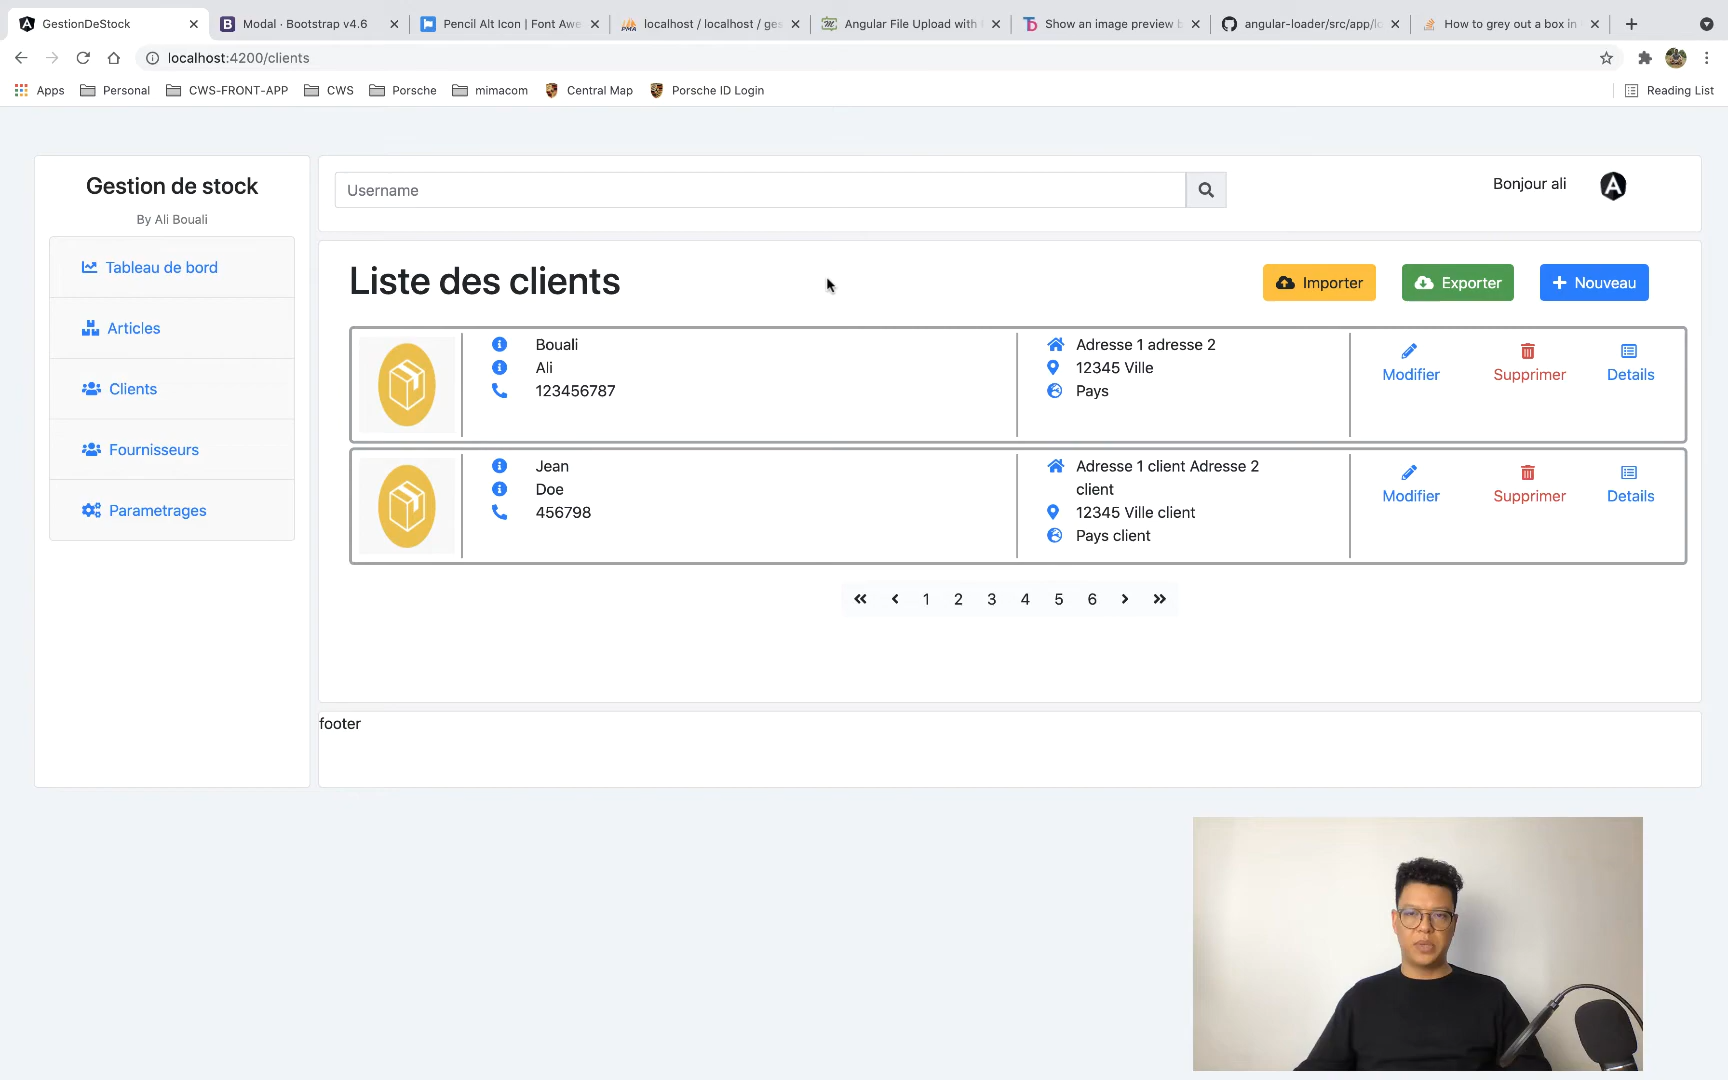 GestionDeStock
Modal · Bootstrap v4.6
Pencil Alt Icon | Font Awe
localhost / localhost / ges
Angular File Upload with
Show an image preview b
angular-loader/src/app/lo
How to grey out a box in
localhost:4200/clients
Apps
Personal
CWS-FRONT-APP
CWS
Porsche
mimacom
Central Map
Porsche ID Login
Reading List
Gestion de stock
By Ali Bouali
Tableau de bord
Articles
Clients
Fournisseurs
Parametrages
Username
Bonjour ali
Liste des clients
Importer
Exporter
Nouveau
Bouali
Ali
123456787
Adresse 1 adresse 2
12345 Ville
Pays
Modifier
Supprimer
Details
Jean
Doe
456798
Adresse 1 client Adresse 2
client
12345 Ville client
Pays client
Modifier
Supprimer
Details
« ‹ 1 2 3 4 5 6 › »
footer